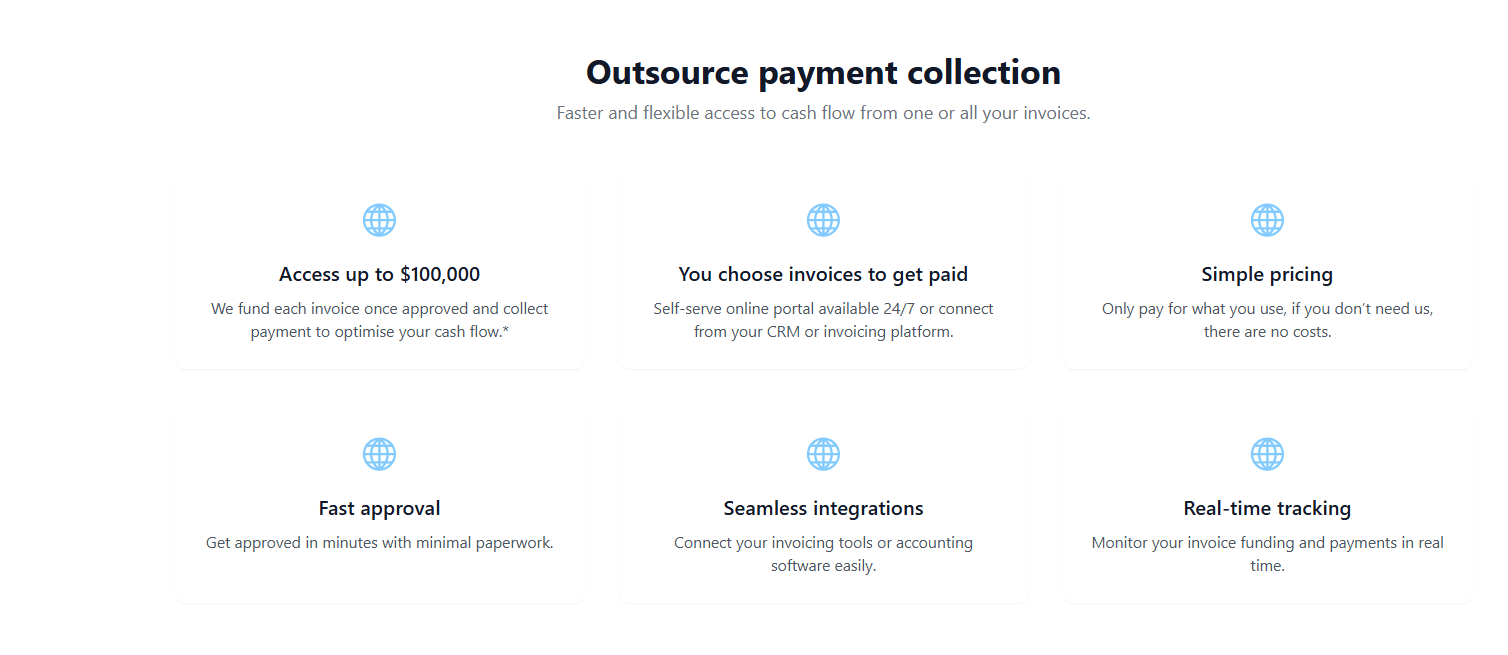 Outsource payment collection
Faster and flexible access to cash flow from one or all your invoices.
Access up to $100,000
We fund each invoice once approved and collect
payment to optimise your cash flow.*
You choose invoices to get paid
Self-serve online portal available 24/7 or connect
from your CRM or invoicing platform.
Simple pricing
Only pay for what you use, if you don’t need us,
there are no costs.
Fast approval
Get approved in minutes with minimal paperwork.
Seamless integrations
Connect your invoicing tools or accounting
software easily.
Real-time tracking
Monitor your invoice funding and payments in real
time.